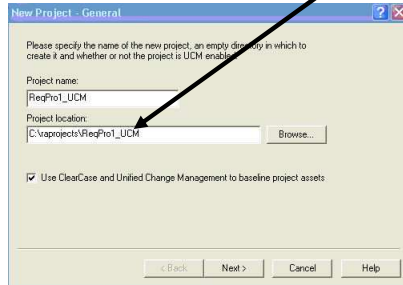 New Project - General
Please specify the name of the new project, an empty directory in which to
create it and whether or not the project is UCM enabled.
Project name:
ReqPro1_UCM
Project location:
C:\raprojects\ReqPro1_UCM
Browse...
Use ClearCase and Unified Change Management to baseline project assets
< Back
Next >
Cancel
Help